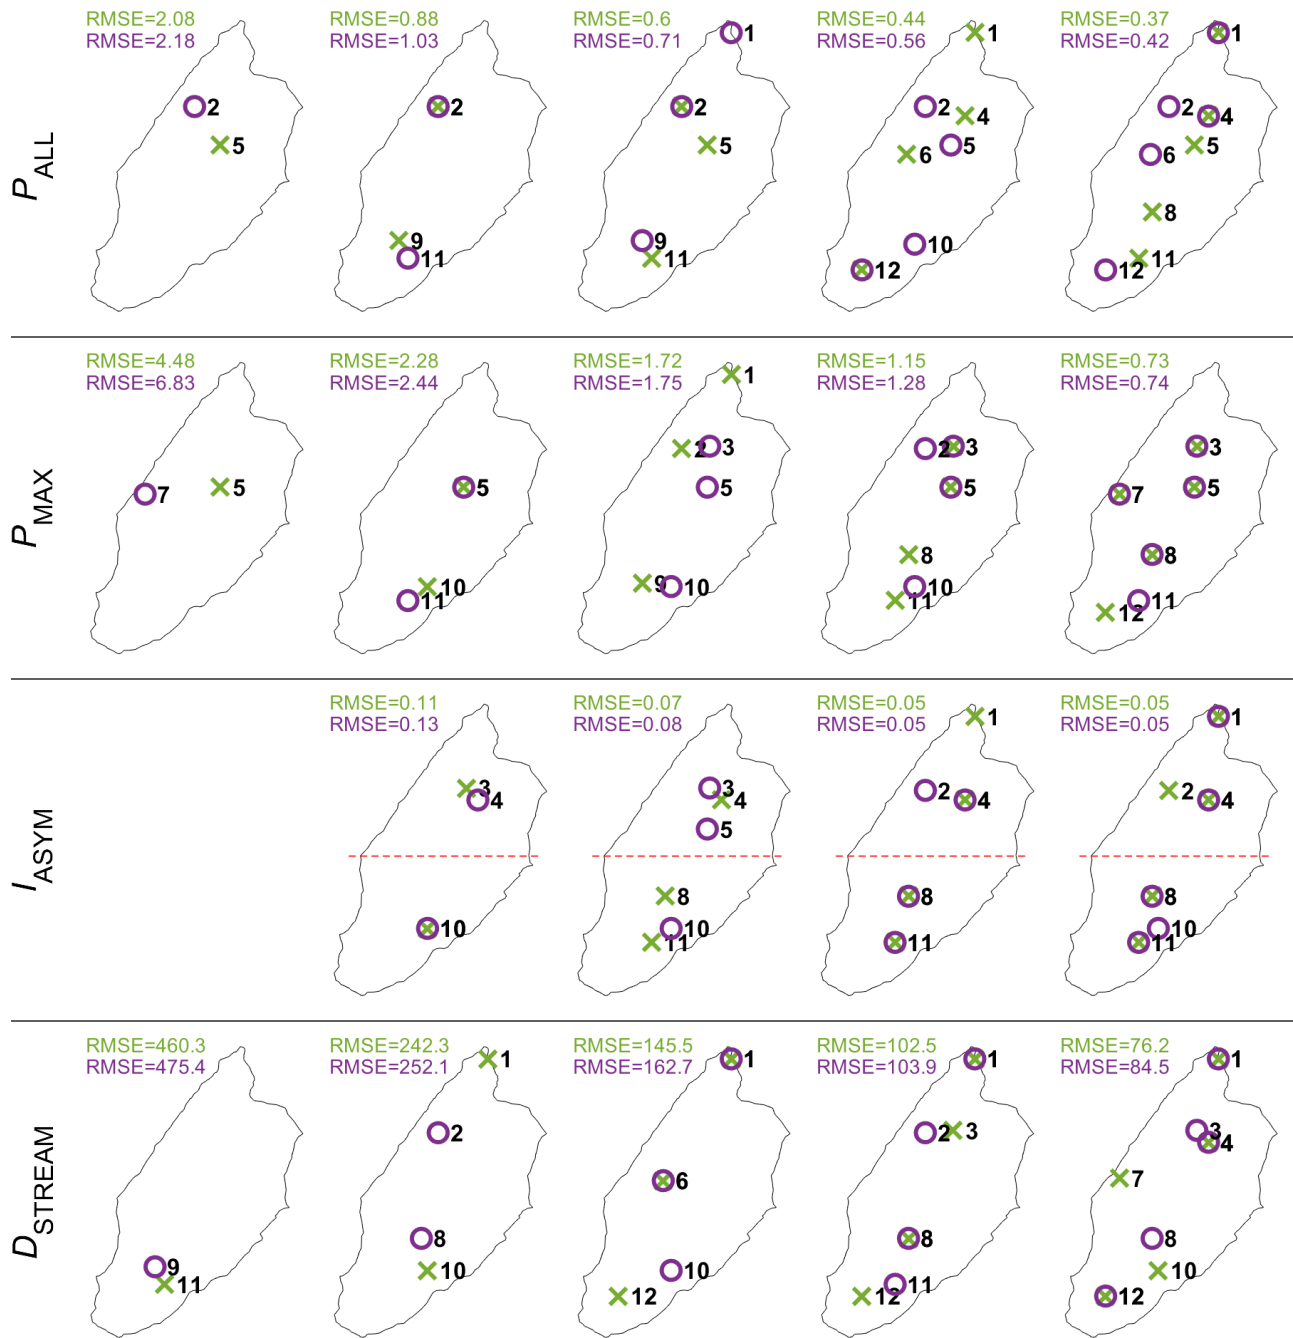 RMSE=2.08 RMSE=0.88 RMSE=0.6 RMSE=0.44 RMSE=0.37
RMSE=2.18 RMSE=1.03 RMSE=0.71 RMSE=0.56 RMSE=0.42
1 1 1
2 2 2 2 2
4 4
5 5 5 5
6 6
8
9 9 10
11 11 11
12 12
P ALL
RMSE=4.48 RMSE=2.28 RMSE=1.72 RMSE=1.15 RMSE=0.73
RMSE=6.83 RMSE=2.44 RMSE=1.75 RMSE=1.28 RMSE=0.74
1
2 3 2 3 3
5 5 5 5 5
7 7
8 8
10 9 10 10
11 11 11
12
P MAX
RMSE=0.11 RMSE=0.07 RMSE=0.05 RMSE=0.05
RMSE=0.13 RMSE=0.08 RMSE=0.05 RMSE=0.05
1 1
3 3 2 2
4 4 4 4
5
8 8 8
10 10 10
11 11 11
I ASYM
RMSE=460.3 RMSE=242.3 RMSE=145.5 RMSE=102.5 RMSE=76.2
RMSE=475.4 RMSE=252.1 RMSE=162.7 RMSE=103.9 RMSE=84.5
1 1 1 1
2 2 3 3
4
6 7
8 8 8
9 10 10 10
11 11
12 12 12
D STREAM